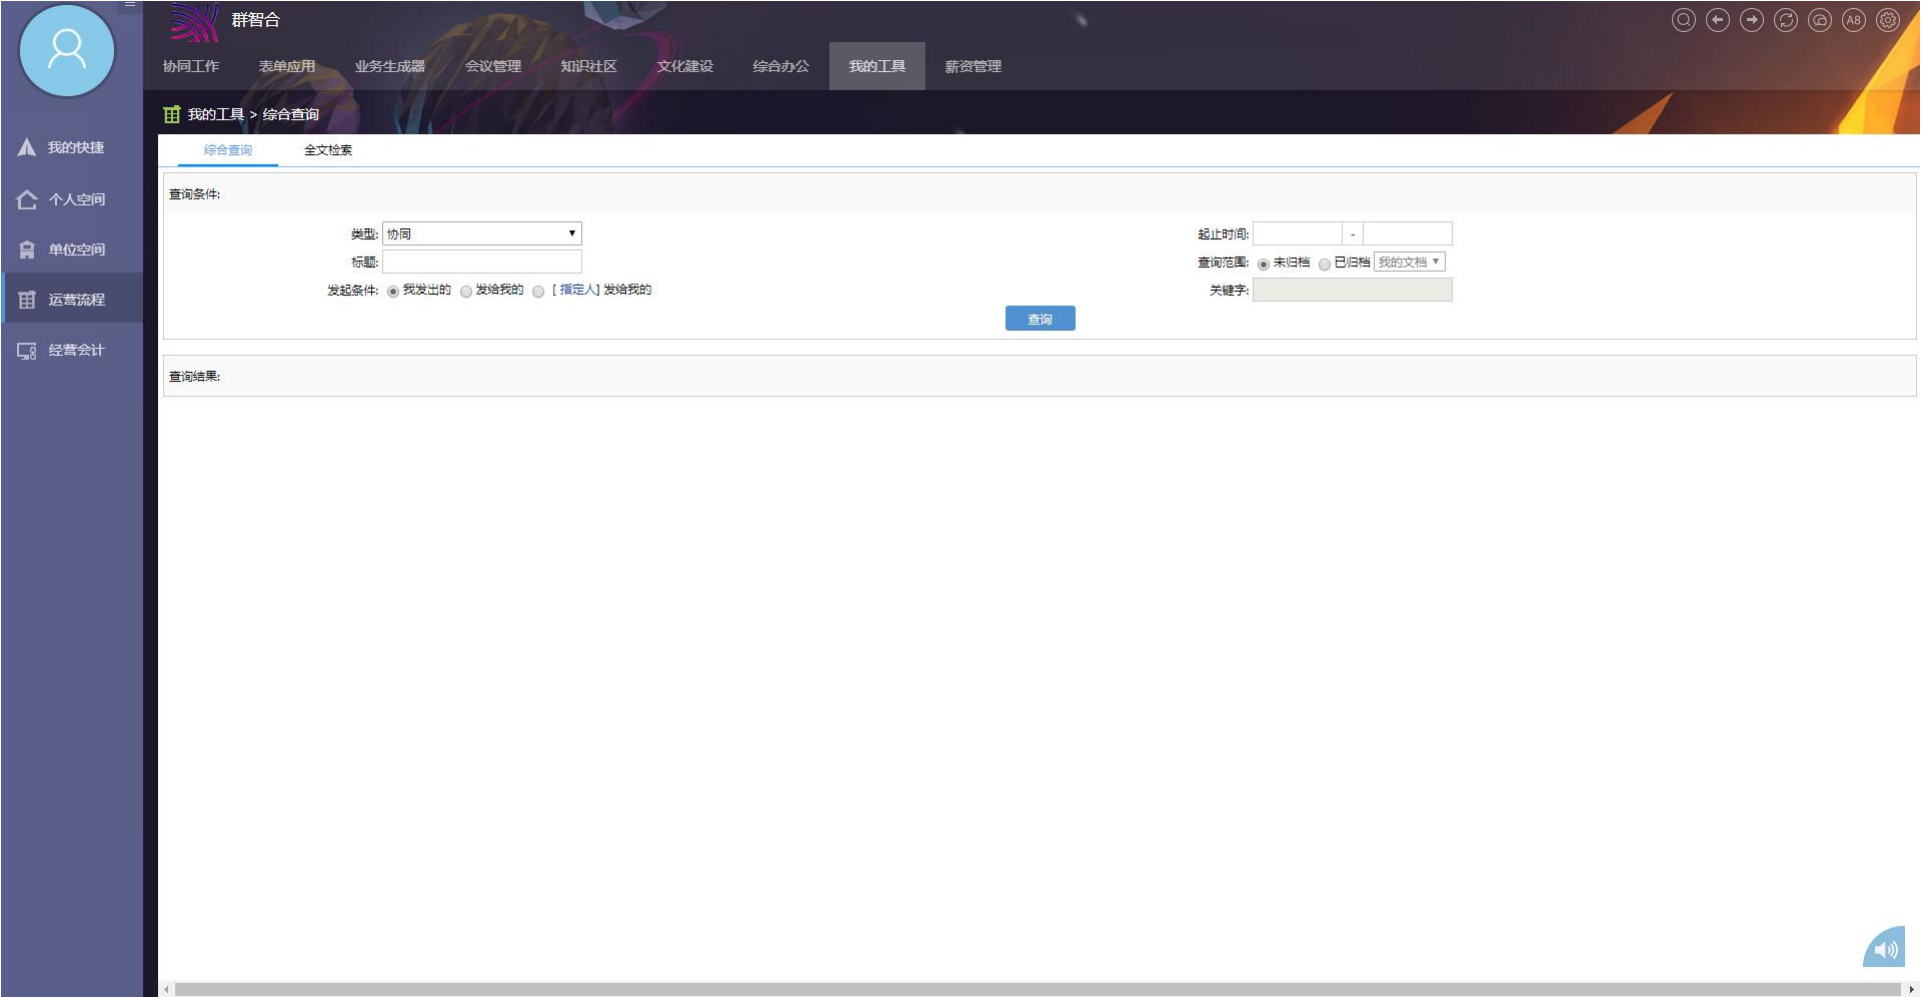 群智合
A8
协同工作 表单应用 业务生成器 会议管理 知识社区 文化建设 综合办公 我的工具 薪资管理
我的工具 > 综合查询
我的快捷
个人空间
单位空间
运营流程
经营会计
综合查询 全文检索
查询条件:
类型: 协同 起止时间: -
标题: 查询范围: 未归档 已归档 我的文档
发起条件: 我发出的 发给我的 [ 指定人] 发给我的 关键字:
查询
查询结果: